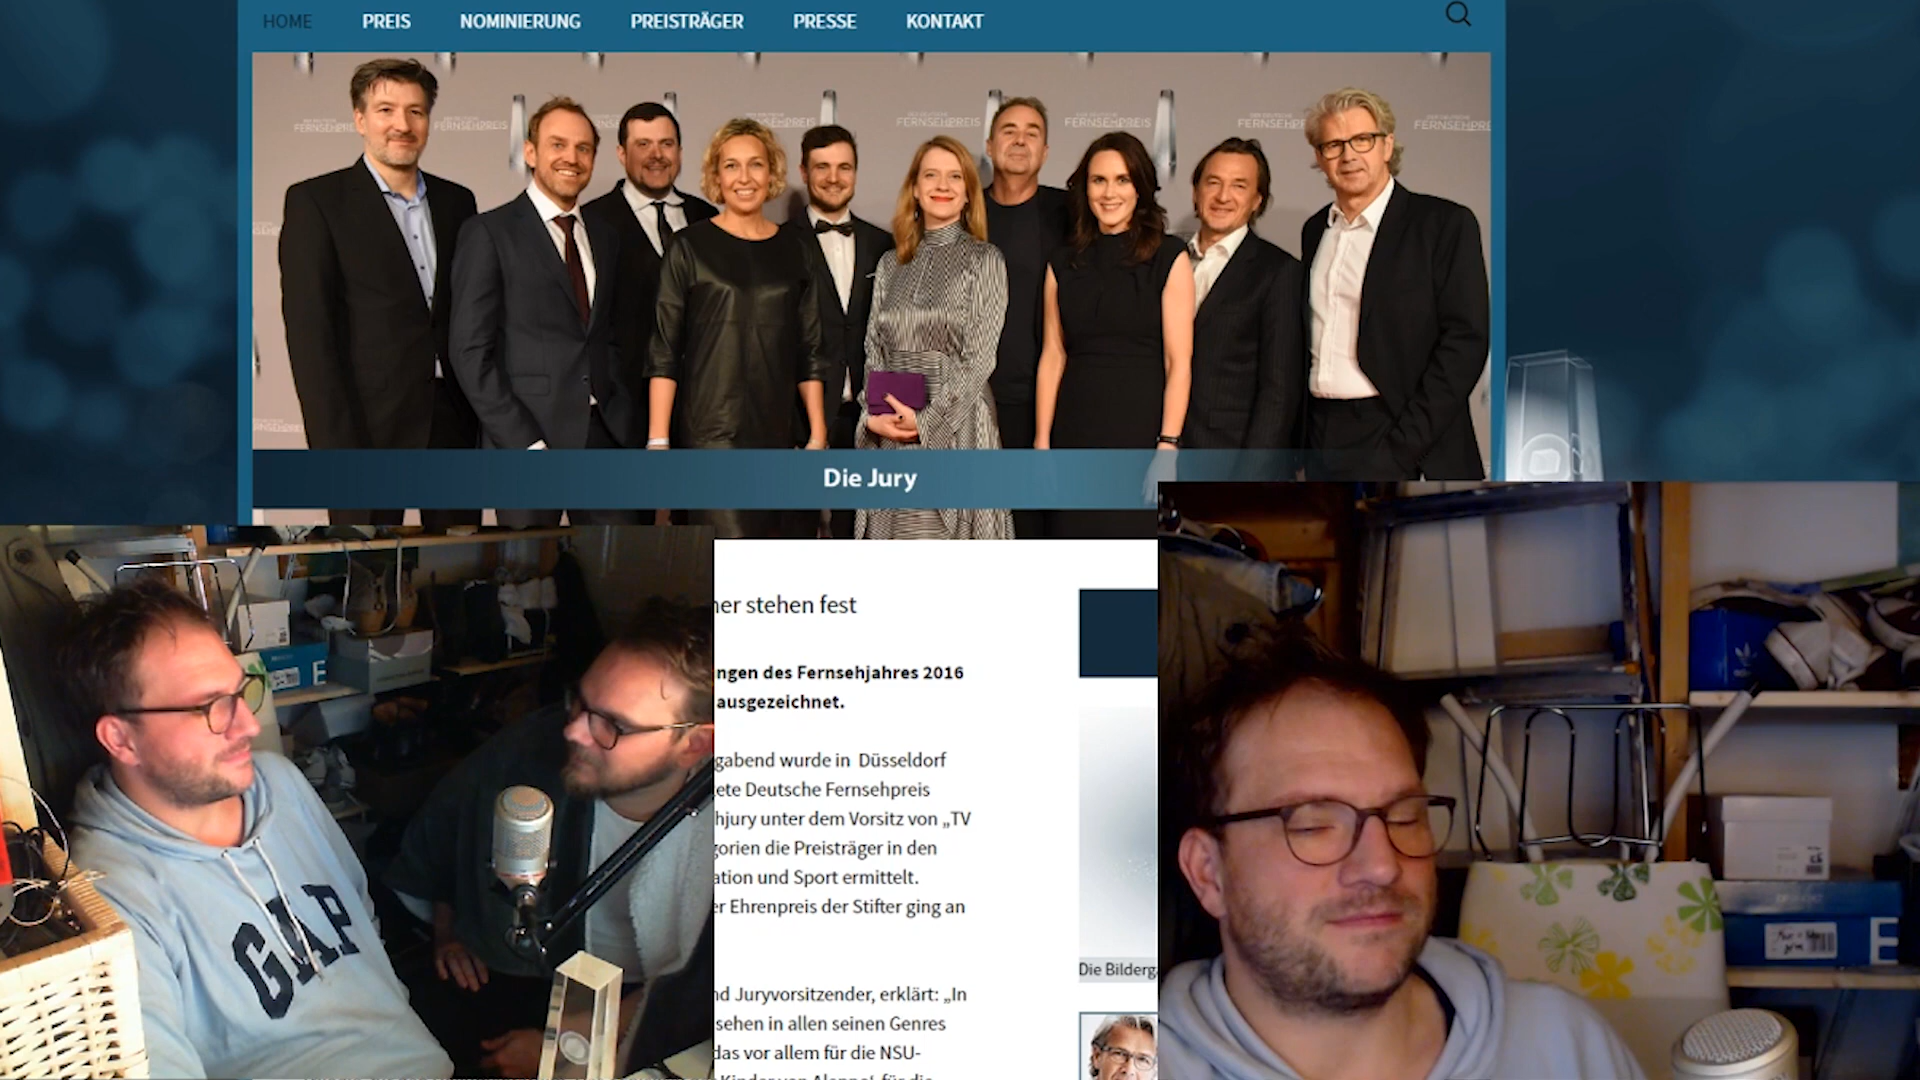 HOME PREIS NOMINIERUNG PREISTRÄGER PRESSE KONTAKT
FERNSEHPREIS FERNSEHPREIS FERNSEHPREIS FERNSEHPREIS
Die Jury
ner stehen fest
ngen des Fernsehjahres 2016
ausgezeichnet.
gabend wurde in Düsseldorf
ete Deutsche Fernsehpreis
hjury unter dem Vorsitz von „TV
gorien die Preisträger in den
ation und Sport ermittelt.
er Ehrenpreis der Stifter ging an
nd Juryvorsitzender, erklärt: „In
sehen in allen seinen Genres
das vor allem für die NSU-
Die Bilderg
GAP
E
E